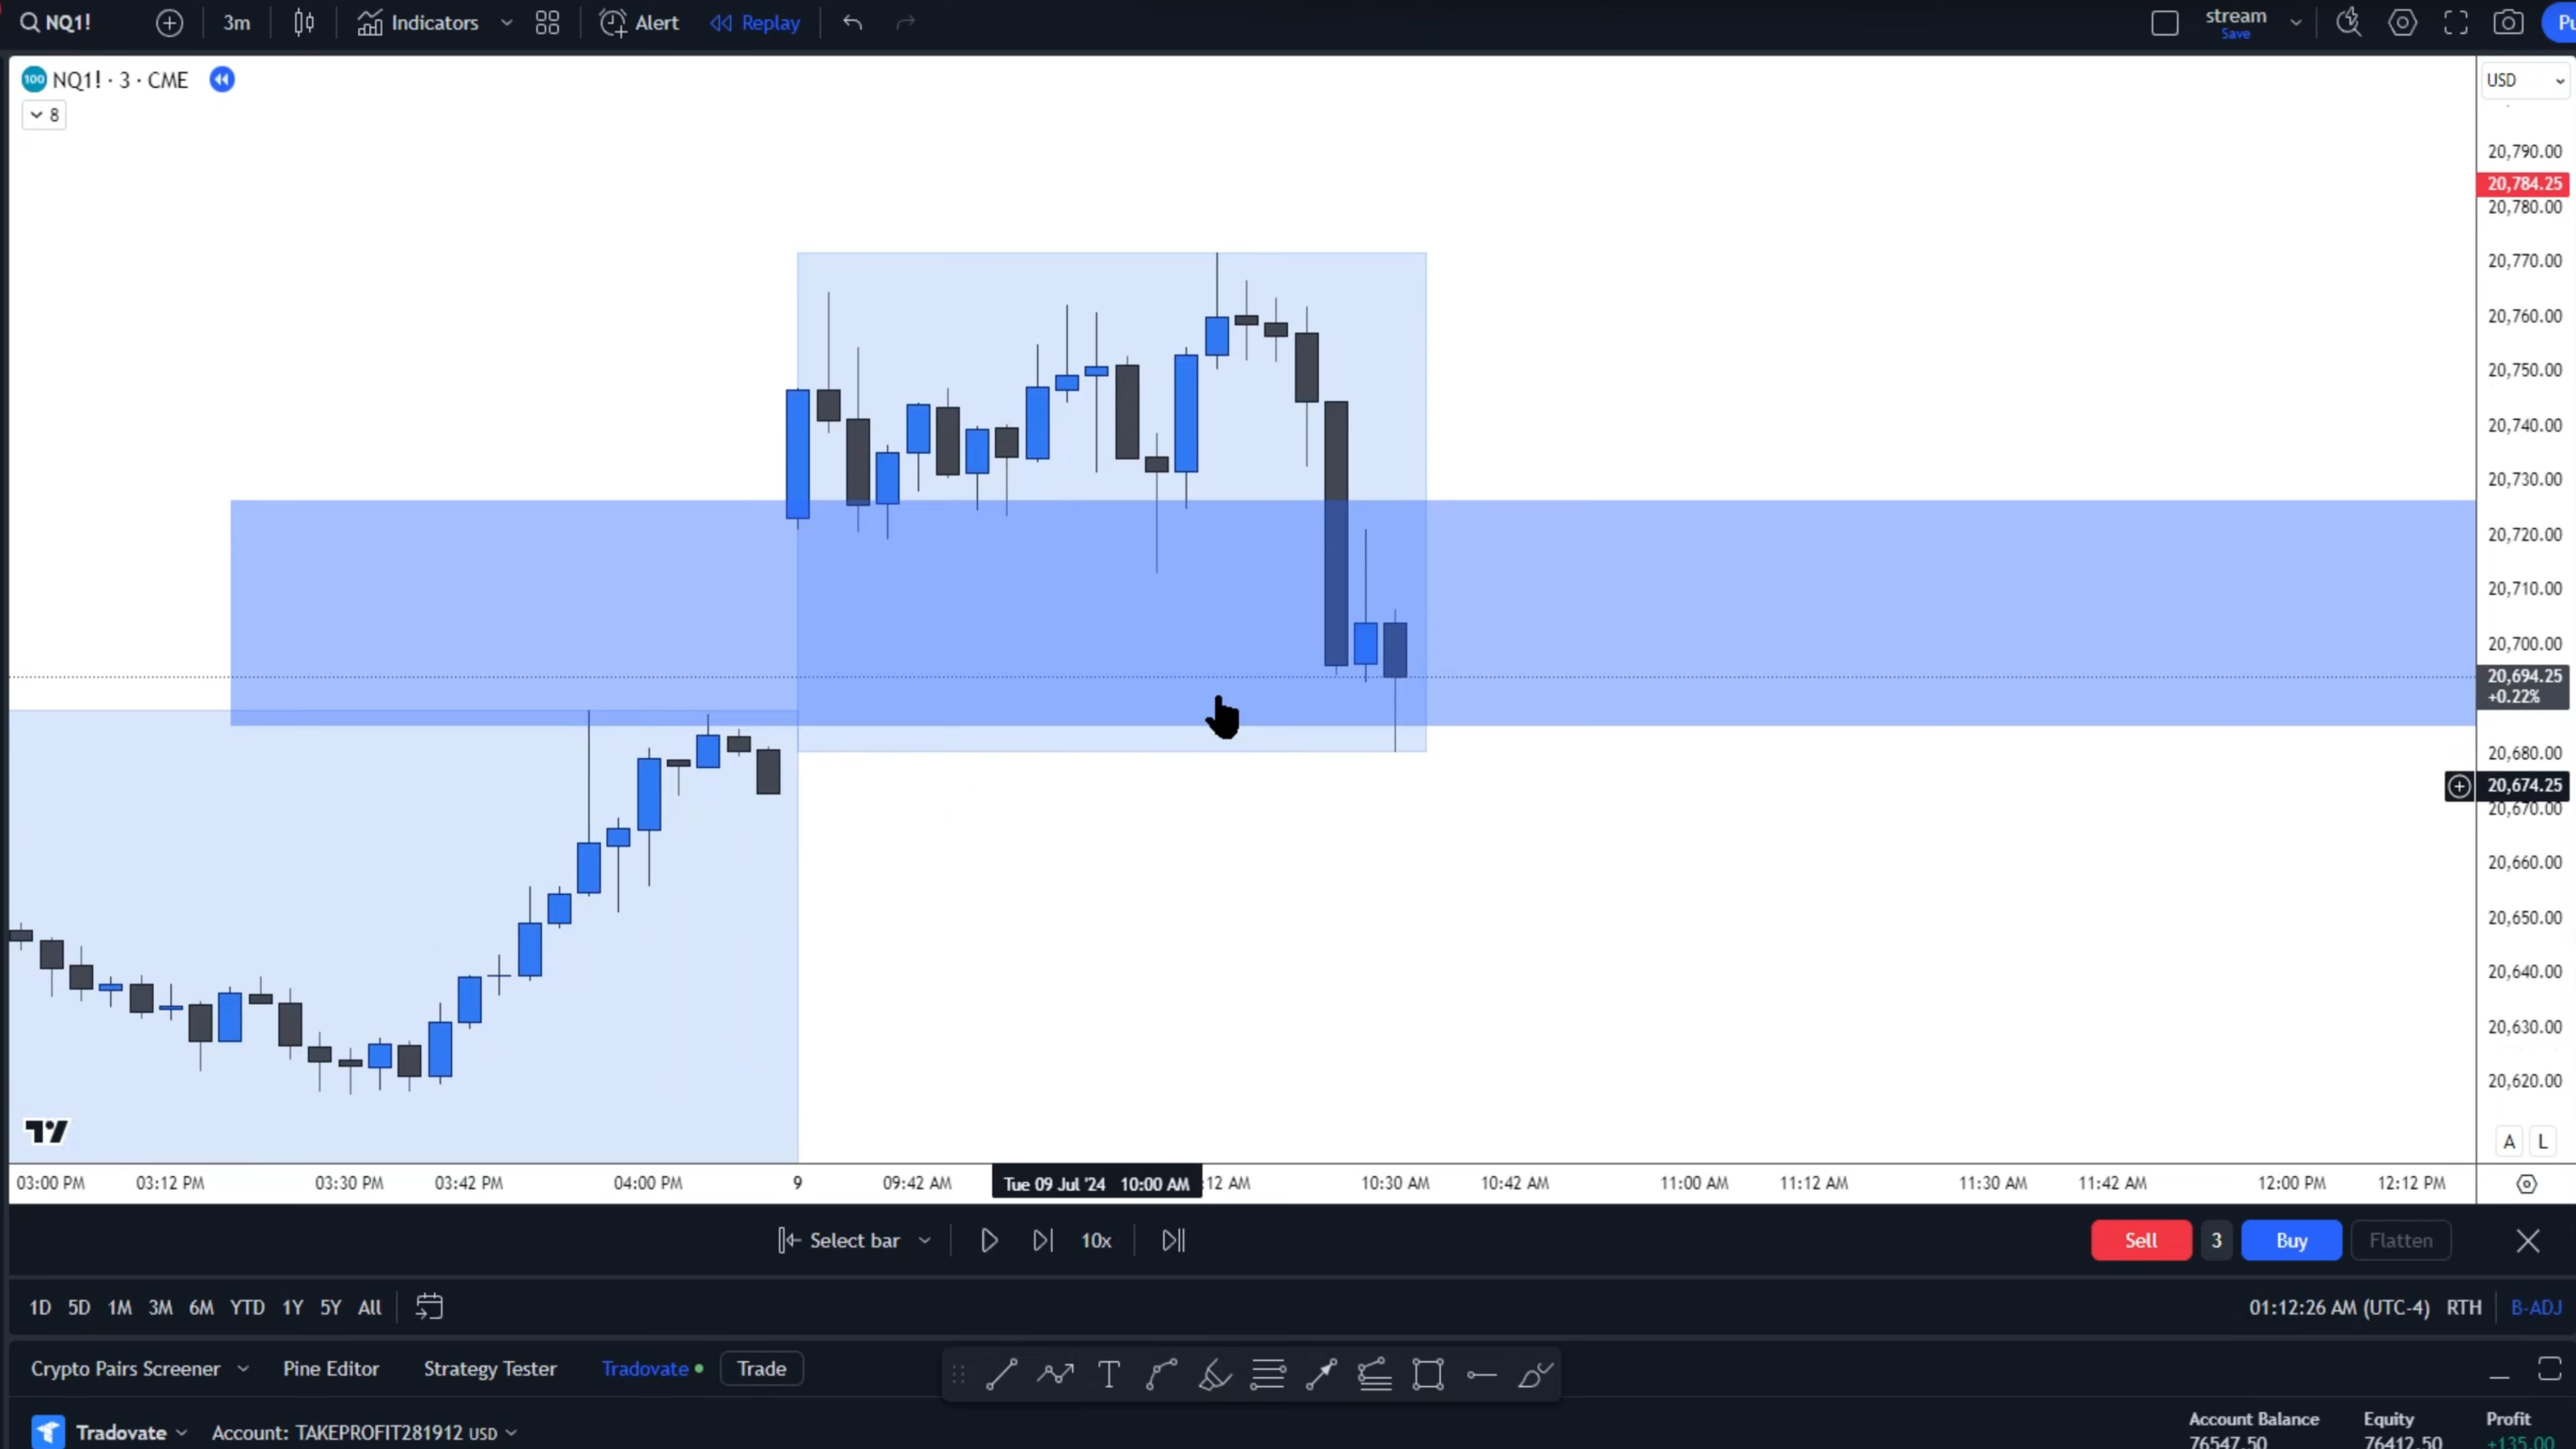 NQ1! 3m Indicators Alert Replay stream
Save
100 NQ1! · 3 · CME USD
8
20,790.00
20,784.25
20,780.00
20,770.00
20,760.00
20,750.00
20,740.00
20,730.00
20,720.00
20,710.00
20,700.00
20,694.25
+0.22%
20,680.00
20,674.25
20,670.00
20,660.00
20,650.00
20,640.00
20,630.00
20,620.00
A L
03:00 PM 03:12 PM 03:30 PM 03:42 PM 04:00 PM 9 09:42 AM Tue 09 Jul '24 10:00 AM :12 AM 10:30 AM 10:42 AM 11:00 AM 11:12 AM 11:30 AM 11:42 AM 12:00 PM 12:12 PM
Select bar 10x Sell 3 Buy Flatten
1D 5D 1M 3M 6M YTD 1Y 5Y All 01:12:26 AM (UTC-4) RTH B-ADJ
Crypto Pairs Screener Pine Editor Strategy Tester Tradovate Trade
Account Balance Equity Profit
Tradovate Account: TAKEPROFIT281912 USD
76547.50 76412.50 +135.00